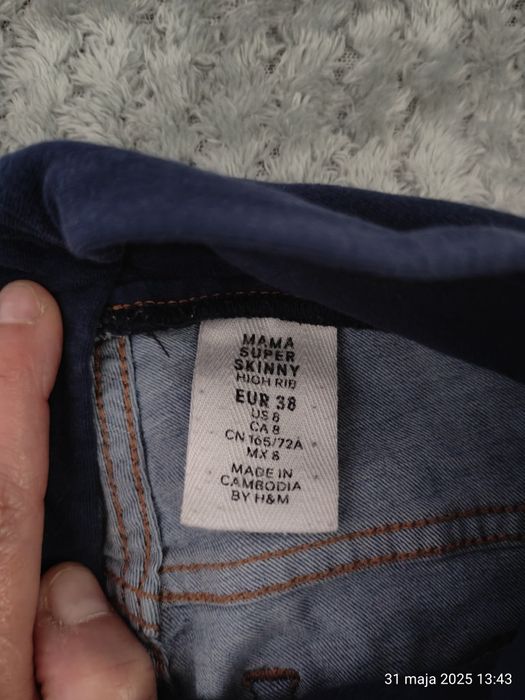 MAMA
SUPER
SKINNY
HIGH RIB
EUR 38
US 8
CA 8
CN 165/72A
MX 8
MADE IN
CAMBODIA
BY H&M
31 maja 2025 13:43